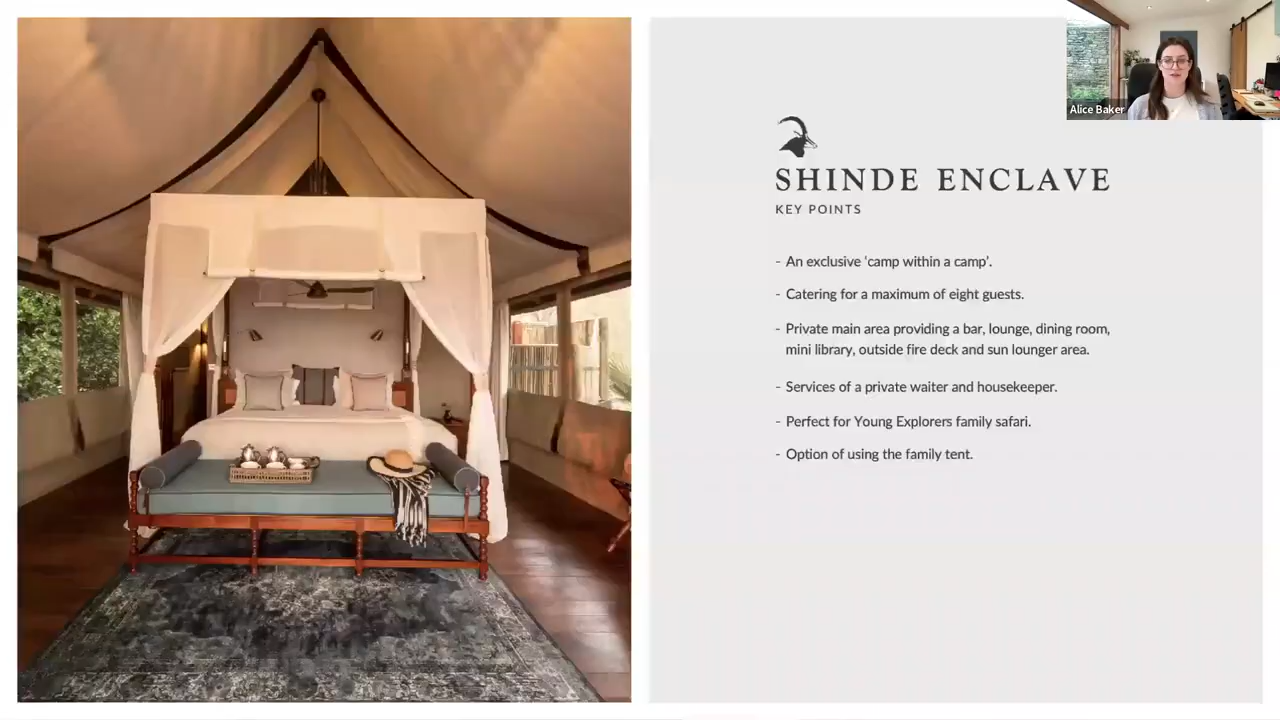 Alice Baker
SHINDE ENCLAVE
KEY POINTS
- An exclusive ‘camp within a camp’.
- Catering for a maximum of eight guests.
- Private main area providing a bar, lounge, dining room,
mini library, outside fire deck and sun lounger area.
- Services of a private waiter and housekeeper.
- Perfect for Young Explorers family safari.
- Option of using the family tent.